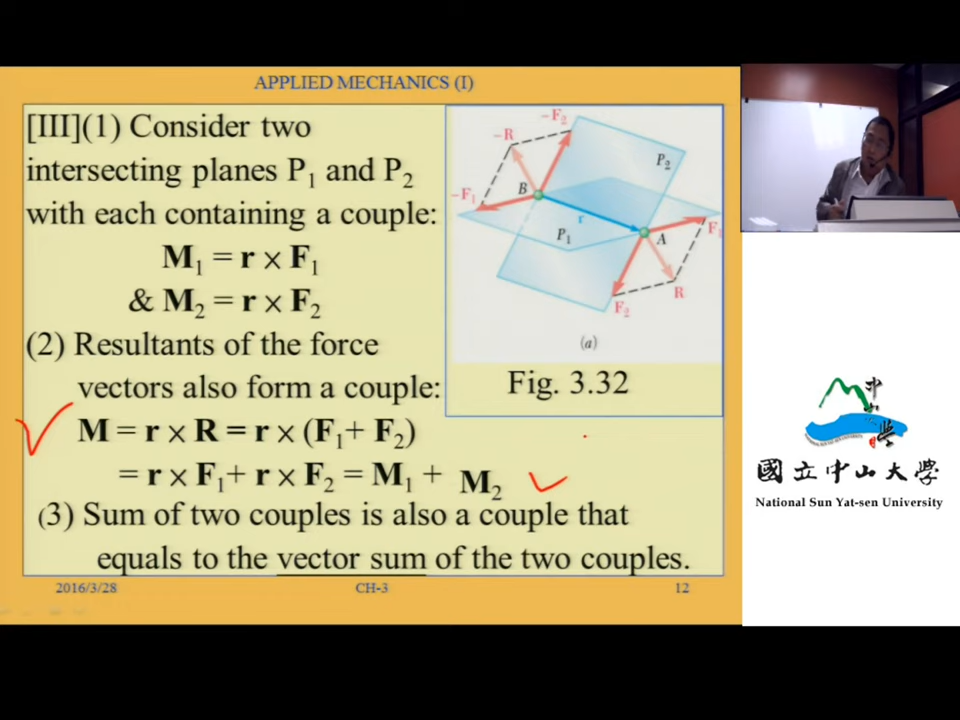 APPLIED MECHANICS (I)
[III](1) Consider two
intersecting planes P₁ and P₂
with each containing a couple:
M₁ = r × F₁
& M₂ = r × F₂
(2) Resultants of the force
vectors also form a couple:
M = r × R = r × (F₁+ F₂)
= r × F₁+ r × F₂ = M₁ + M₂
(3) Sum of two couples is also a couple that
equals to the vector sum of the two couples.
−F₂
−R
P₂
B
−F₁
r
F₁
P₁
A
R
F₂
(a)
Fig. 3.32
2016/3/28
CH-3
12
中山大學
國立中山大學
National Sun Yat-sen University